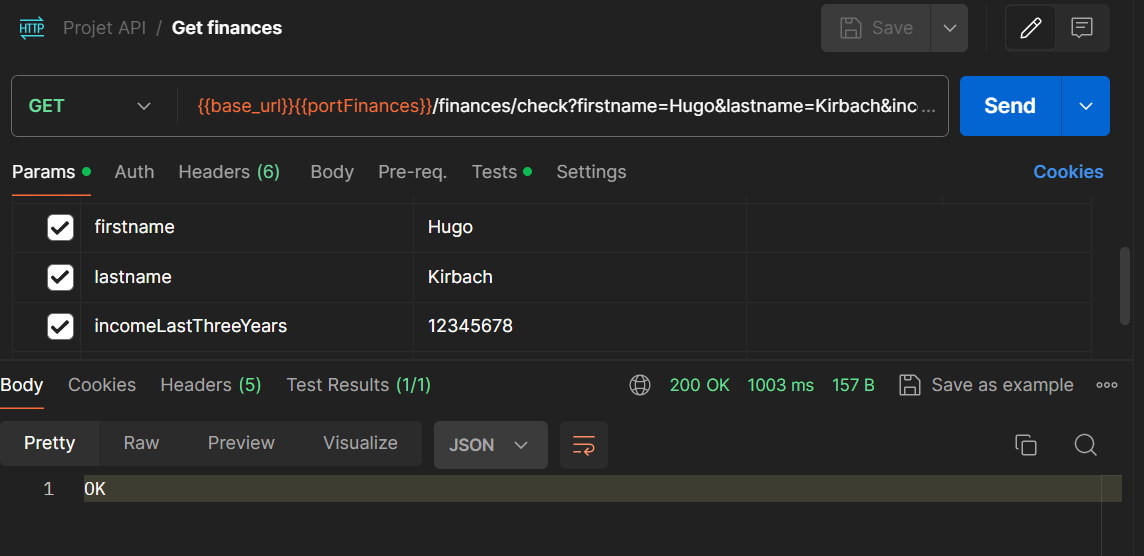 HTTP Projet API / Get finances Save
GET {{base_url}}{{portFinances}}/finances/check?firstname=Hugo&lastname=Kirbach&inc... Send
Params Auth Headers (6) Body Pre-req. Tests Settings Cookies
firstname Hugo
lastname Kirbach
incomeLastThreeYears 12345678
Body Cookies Headers (5) Test Results (1/1) 200 OK 1003 ms 157 B Save as example
Pretty Raw Preview Visualize JSON
1 OK